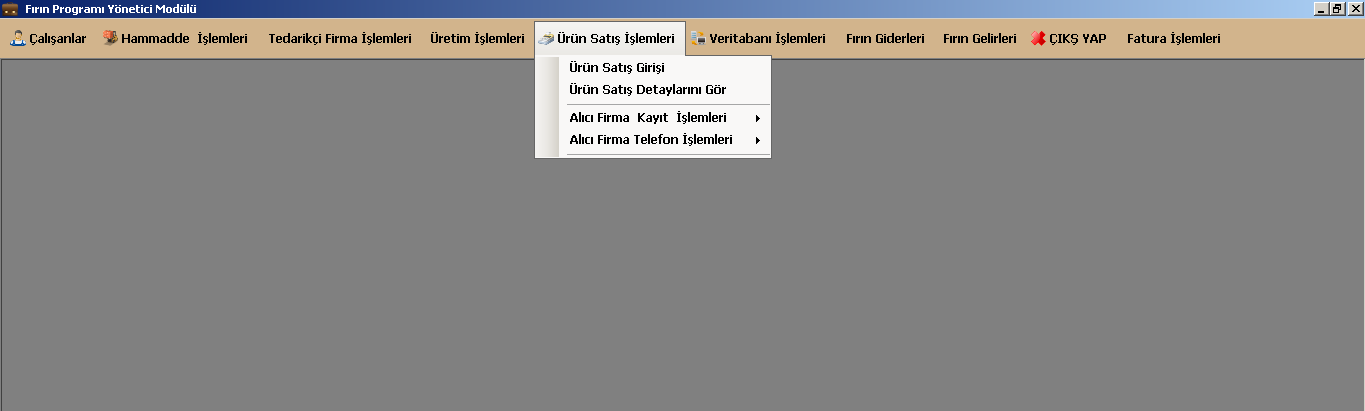 Fırın Programı Yönetici Modülü
Çalışanlar Hammadde İşlemleri Tedarikçi Firma İşlemleri Üretim İşlemleri Ürün Satış İşlemleri Veritabanı İşlemleri Fırın Giderleri Fırın Gelirleri ÇIKŞ YAP Fatura İşlemleri
Ürün Satış Girişi
Ürün Satış Detaylarını Gör
Alıcı Firma Kayıt İşlemleri
Alıcı Firma Telefon İşlemleri